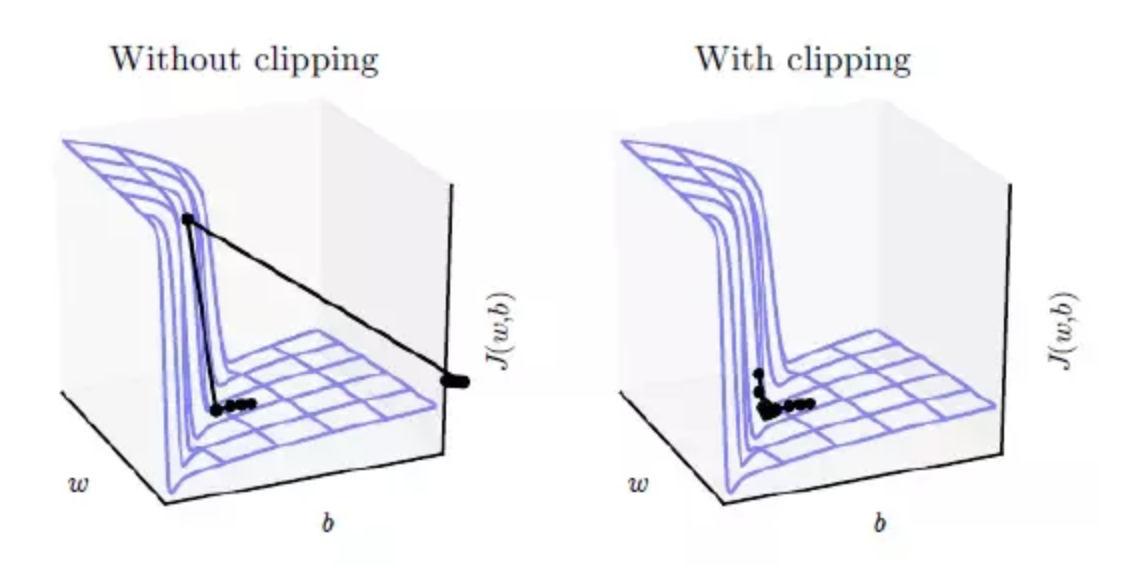 Without clipping
J(w,b)
w
b
With clipping
J(w,b)
w
b